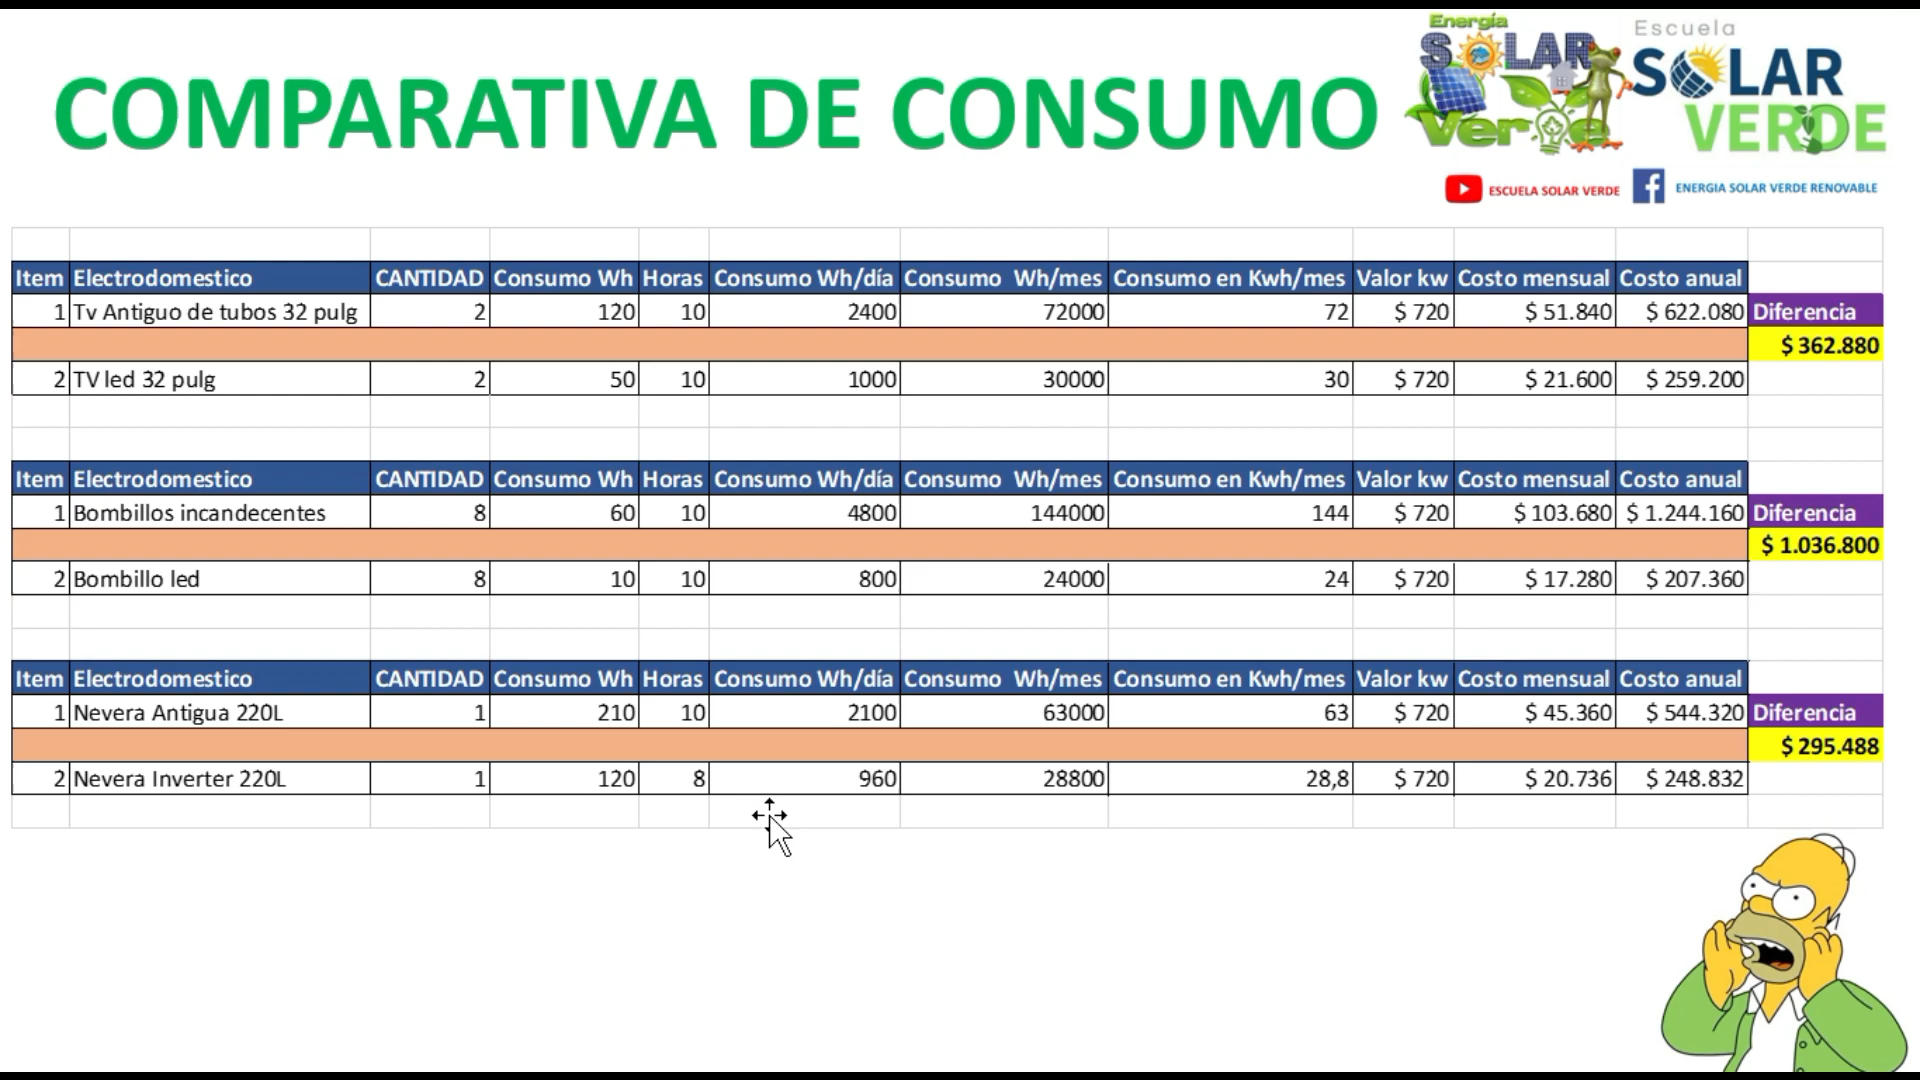 COMPARATIVA DE CONSUMO
Energía
SOLAR
Verde
Escuela
SOLAR
VERDE
ESCUELA SOLAR VERDE
ENERGIA SOLAR VERDE RENOVABLE
Item Electrodomestico CANTIDAD Consumo Wh Horas Consumo Wh/día Consumo Wh/mes Consumo en Kwh/mes Valor kw Costo mensual Costo anual
1 Tv Antiguo de tubos 32 pulg 2 120 10 2400 72000 72 $ 720 $ 51.840 $ 622.080 Diferencia
$ 362.880
2 TV led 32 pulg 2 50 10 1000 30000 30 $ 720 $ 21.600 $ 259.200
Item Electrodomestico CANTIDAD Consumo Wh Horas Consumo Wh/día Consumo Wh/mes Consumo en Kwh/mes Valor kw Costo mensual Costo anual
1 Bombillos incandecentes 8 60 10 4800 144000 144 $ 720 $ 103.680 $ 1.244.160 Diferencia
$ 1.036.800
2 Bombillo led 8 10 10 800 24000 24 $ 720 $ 17.280 $ 207.360
Item Electrodomestico CANTIDAD Consumo Wh Horas Consumo Wh/día Consumo Wh/mes Consumo en Kwh/mes Valor kw Costo mensual Costo anual
1 Nevera Antigua 220L 1 210 10 2100 63000 63 $ 720 $ 45.360 $ 544.320 Diferencia
$ 295.488
2 Nevera Inverter 220L 1 120 8 960 28800 28,8 $ 720 $ 20.736 $ 248.832